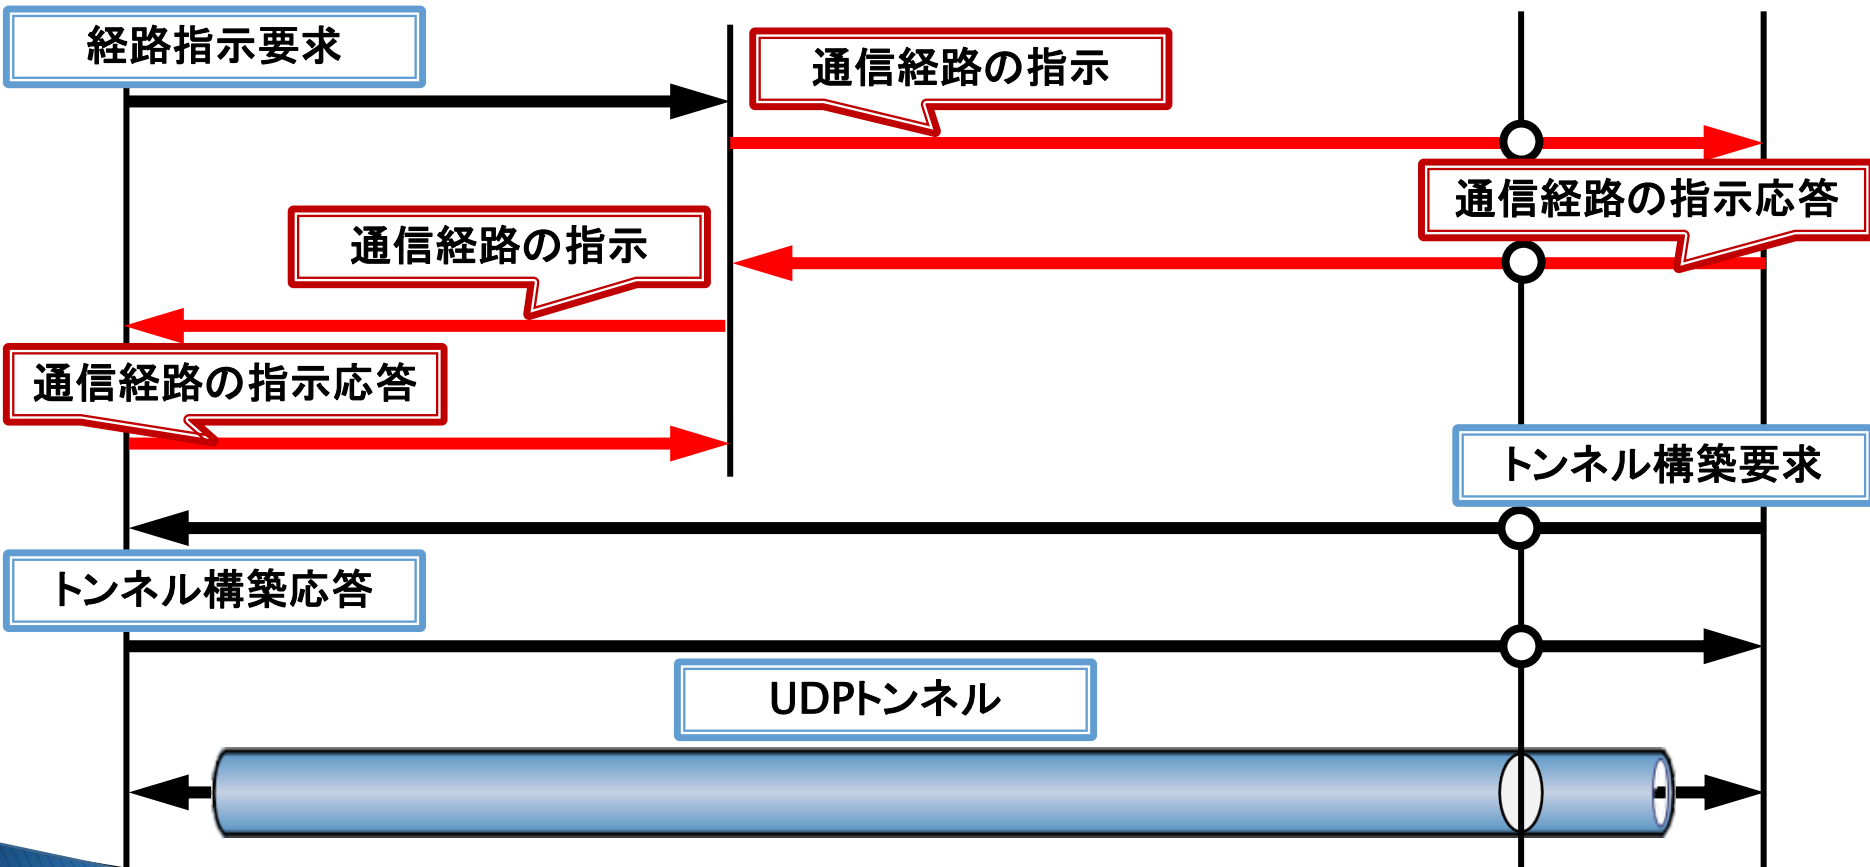 経路指示要求
通信経路の指示
通信経路の指示応答
通信経路の指示
通信経路の指示応答
トンネル構築要求
トンネル構築応答
UDPトンネル